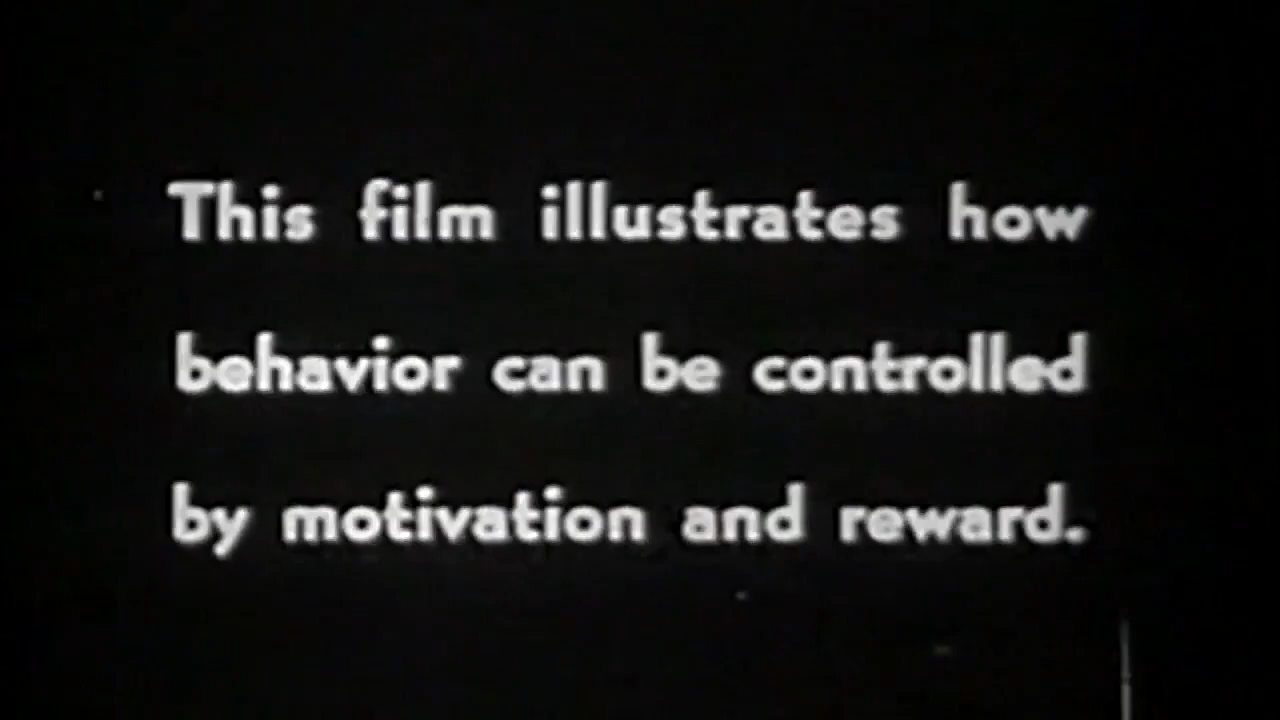 This film illustrates how
behavior can be controlled
by motivation and reward.